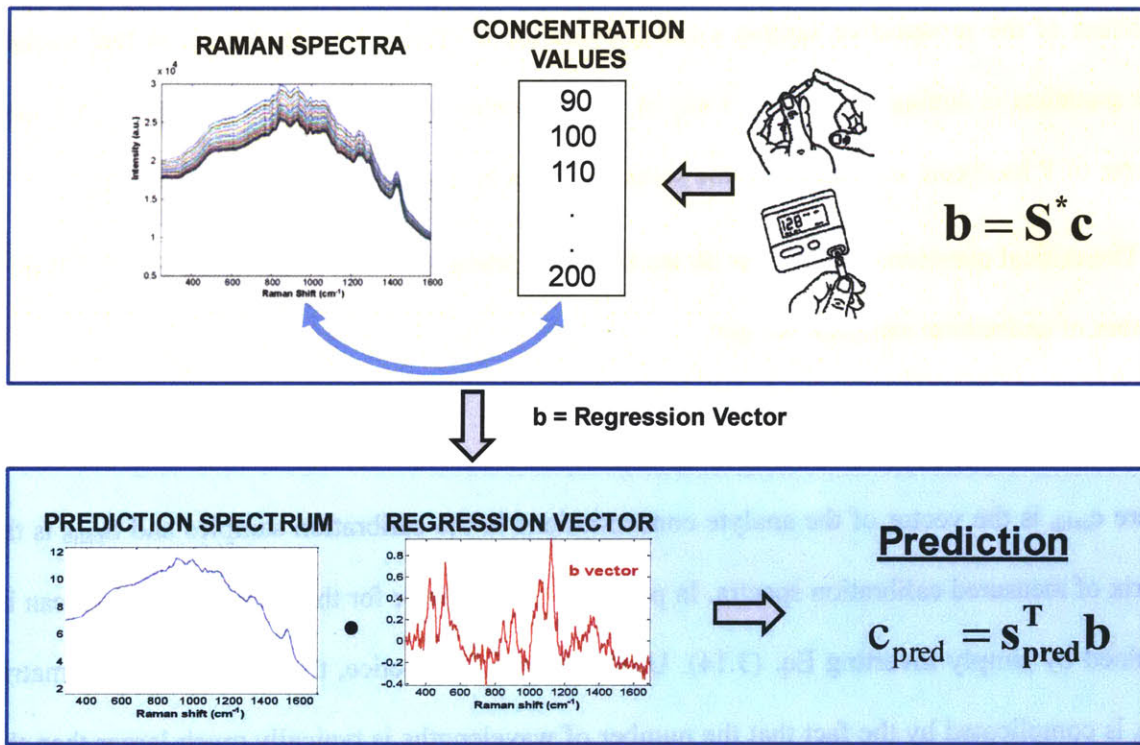 RAMAN SPECTRA
CONCENTRATION
VALUES
x 10⁴
3
2.5
2
1.5
1
0.5
Intensity (a.u.)
400 600 800 1000 1200 1400 1600
Raman Shift (cm⁻¹)
90
100
110
.
.
200
128
b = S*c
b = Regression Vector
PREDICTION SPECTRUM
12
10
8
6
4
2
400 600 800 1000 1200 1400 1600
Raman shift (cm⁻¹)
REGRESSION VECTOR
b vector
0.8
0.6
0.4
0.2
0
-0.2
-0.4
400 600 800 1000 1200 1400 1600
Raman shift (cm⁻¹)
Prediction
c_pred = s^T_pred b